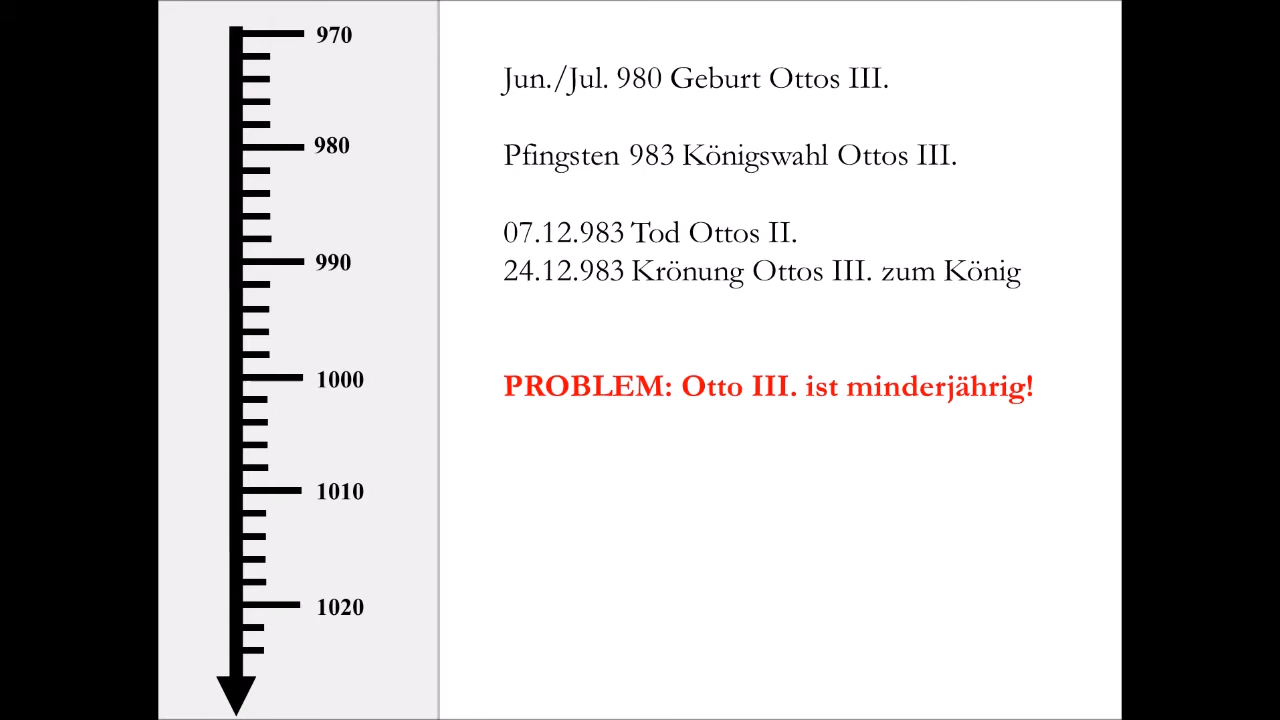 970
980
990
1000
1010
1020
Jun./Jul. 980 Geburt Ottos III.
Pfingsten 983 Königswahl Ottos III.
07.12.983 Tod Ottos II.
24.12.983 Krönung Ottos III. zum König
PROBLEM: Otto III. ist minderjährig!